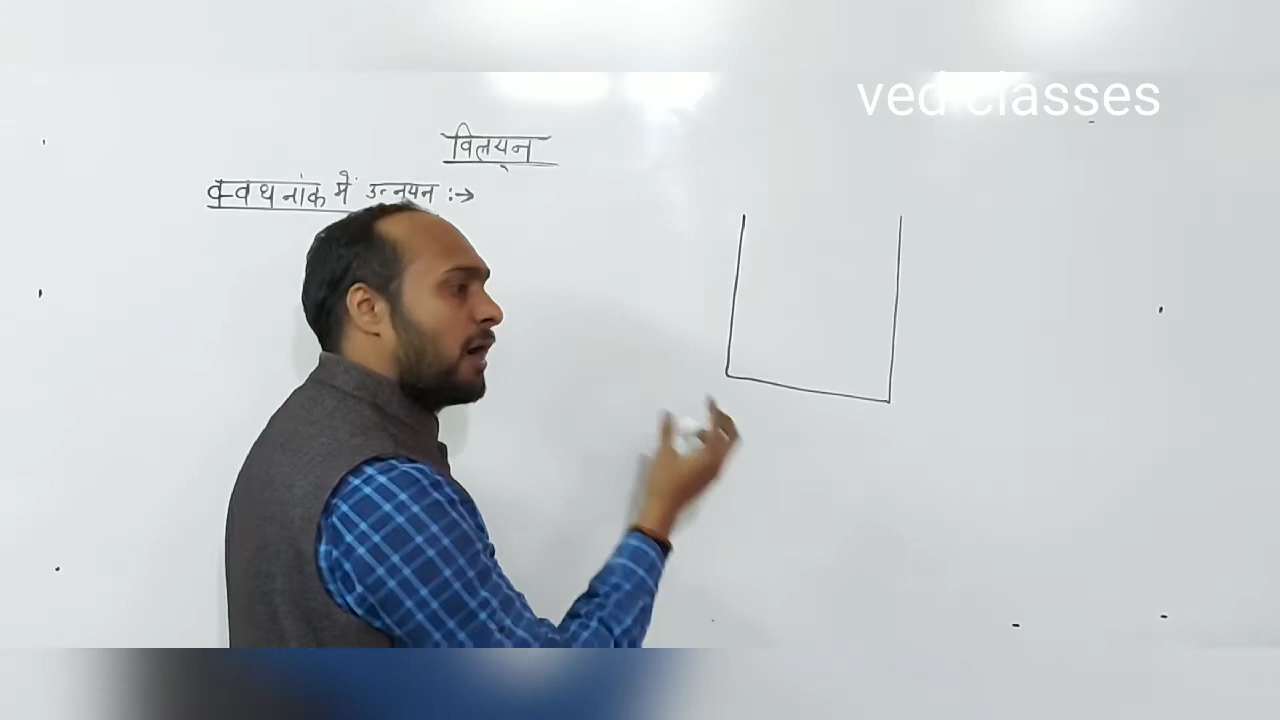 ved classes
विलयन
क्वथनांक में उन्नयन :→